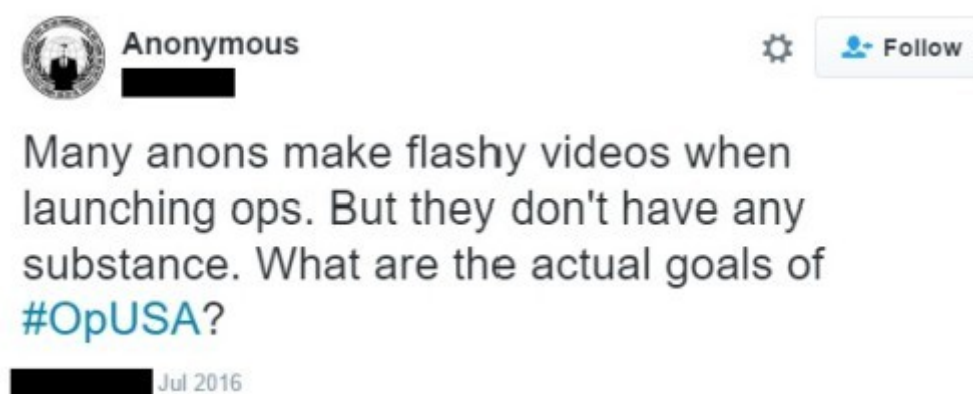 Anonymous
Follow
Many anons make flashy videos when
launching ops. But they don't have any
substance. What are the actual goals of
#OpUSA?
Jul 2016